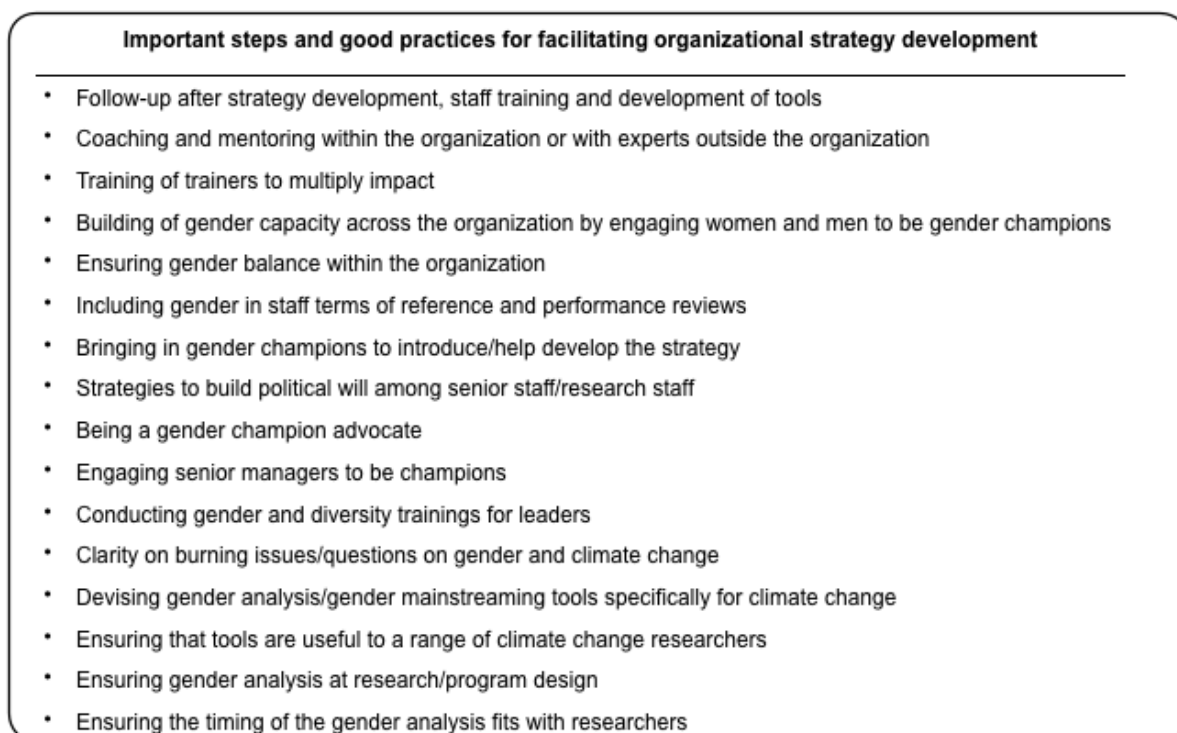 Important steps and good practices for facilitating organizational strategy development
• Follow-up after strategy development, staff training and development of tools
• Coaching and mentoring within the organization or with experts outside the organization
• Training of trainers to multiply impact
• Building of gender capacity across the organization by engaging women and men to be gender champions
• Ensuring gender balance within the organization
• Including gender in staff terms of reference and performance reviews
• Bringing in gender champions to introduce/help develop the strategy
• Strategies to build political will among senior staff/research staff
• Being a gender champion advocate
• Engaging senior managers to be champions
• Conducting gender and diversity trainings for leaders
• Clarity on burning issues/questions on gender and climate change
• Devising gender analysis/gender mainstreaming tools specifically for climate change
• Ensuring that tools are useful to a range of climate change researchers
• Ensuring gender analysis at research/program design
• Ensuring the timing of the gender analysis fits with researchers